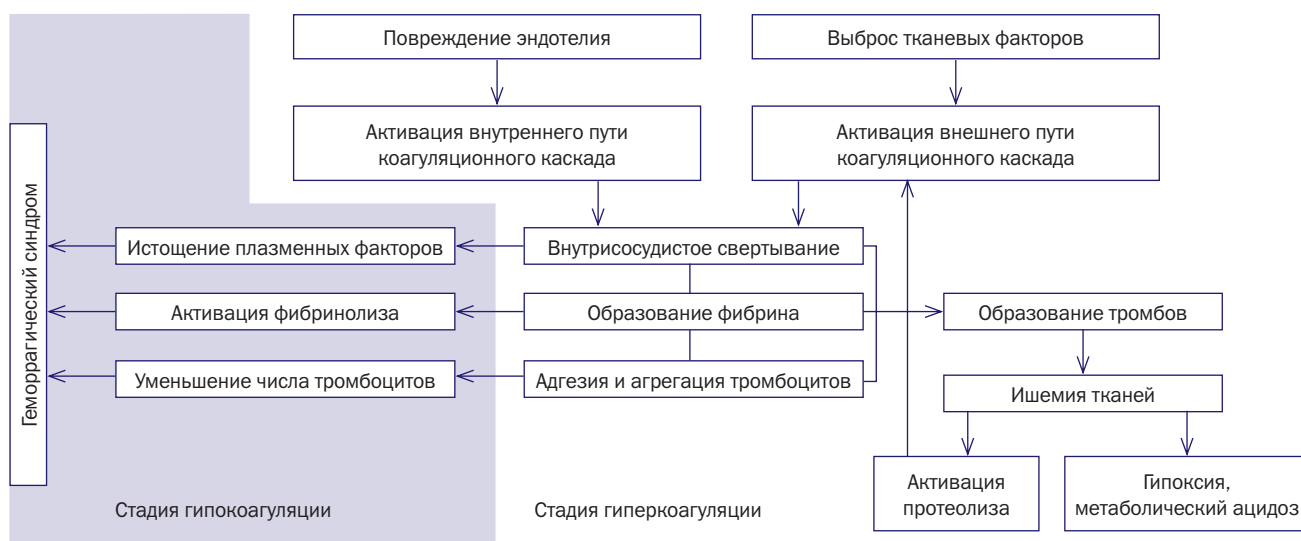 Повреждение эндотелия
Выброс тканевых факторов
Активация внутреннего пути
коагуляционного каскада
Активация внешнего пути
коагуляционного каскада
Геморрагический синдром
Истощение плазменных факторов
Внутрисосудистое свертывание
Активация фибринолиза
Образование фибрина
Образование тромбов
Уменьшение числа тромбоцитов
Адгезия и агрегация тромбоцитов
Ишемия тканей
Активация
протеолиза
Гипоксия,
метаболический ацидоз
Стадия гипокоагуляции
Стадия гиперкоагуляции